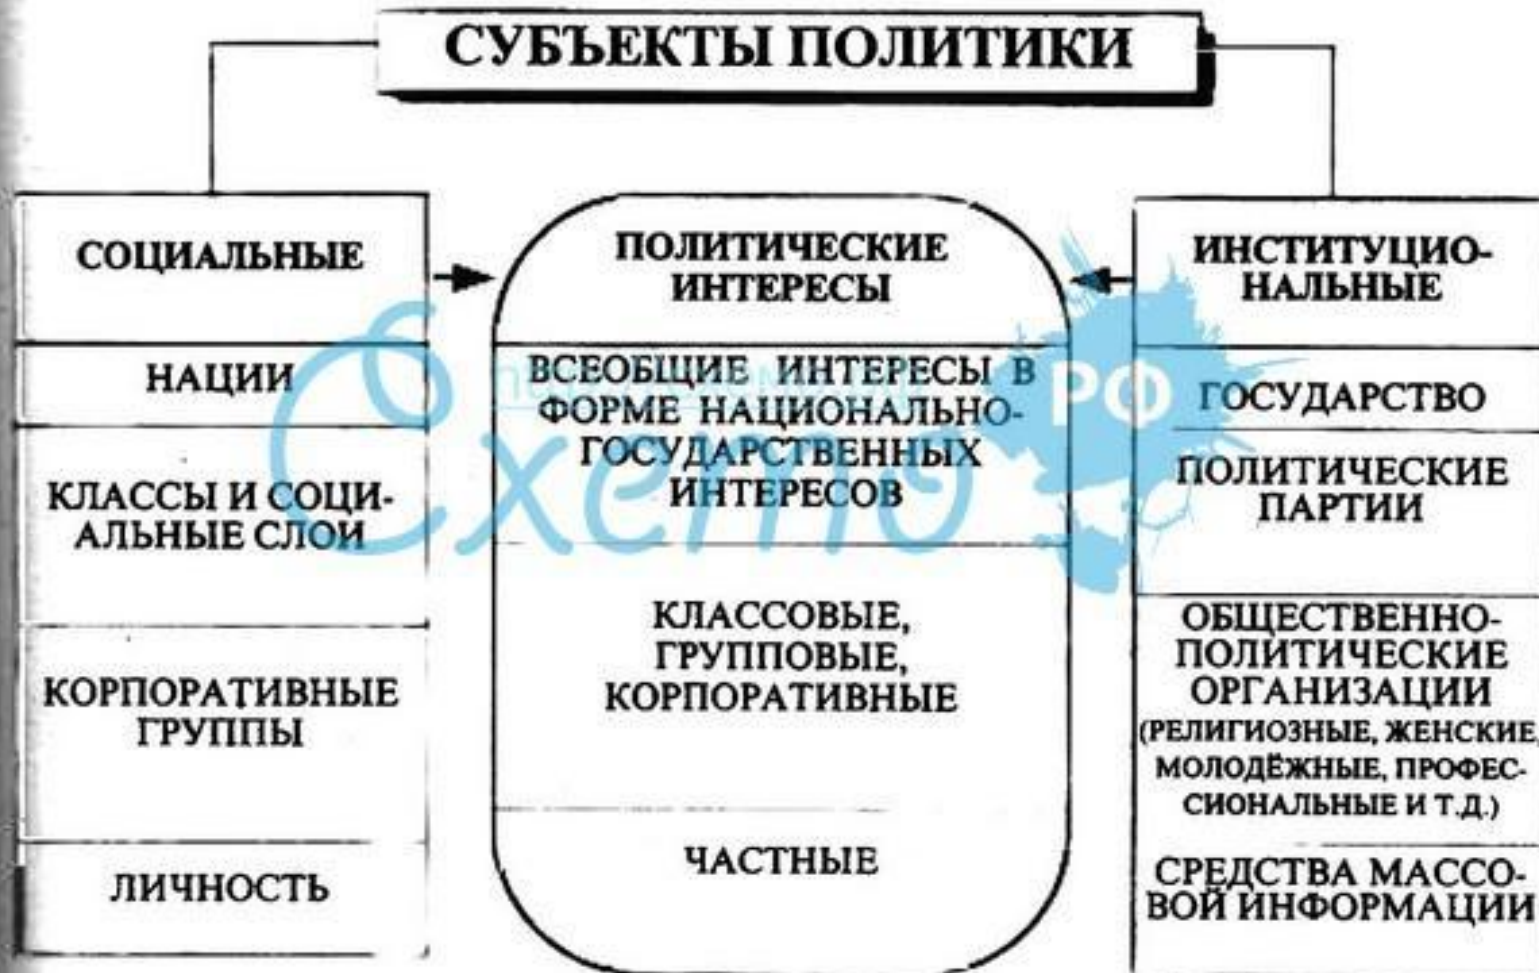 СУБЪЕКТЫ ПОЛИТИКИ
СОЦИАЛЬНЫЕ
НАЦИИ
КЛАССЫ И СОЦИ-
АЛЬНЫЕ СЛОИ
КОРПОРАТИВНЫЕ
ГРУППЫ
ЛИЧНОСТЬ
ПОЛИТИЧЕСКИЕ
ИНТЕРЕСЫ
ВСЕОБЩИЕ ИНТЕРЕСЫ В
ФОРМЕ НАЦИОНАЛЬНО-
ГОСУДАРСТВЕННЫХ
ИНТЕРЕСОВ
КЛАССОВЫЕ,
ГРУППОВЫЕ,
КОРПОРАТИВНЫЕ
ЧАСТНЫЕ
ИНСТИТУЦИО-
НАЛЬНЫЕ
ГОСУДАРСТВО
ПОЛИТИЧЕСКИЕ
ПАРТИИ
ОБЩЕСТВЕННО-
ПОЛИТИЧЕСКИЕ
ОРГАНИЗАЦИИ
(РЕЛИГИОЗНЫЕ, ЖЕНСКИЕ,
МОЛОДЁЖНЫЕ, ПРОФЕС-
СИОНАЛЬНЫЕ И Т.Д.)
СРЕДСТВА МАССО-
ВОЙ ИНФОРМАЦИИ
Схемо
РФ